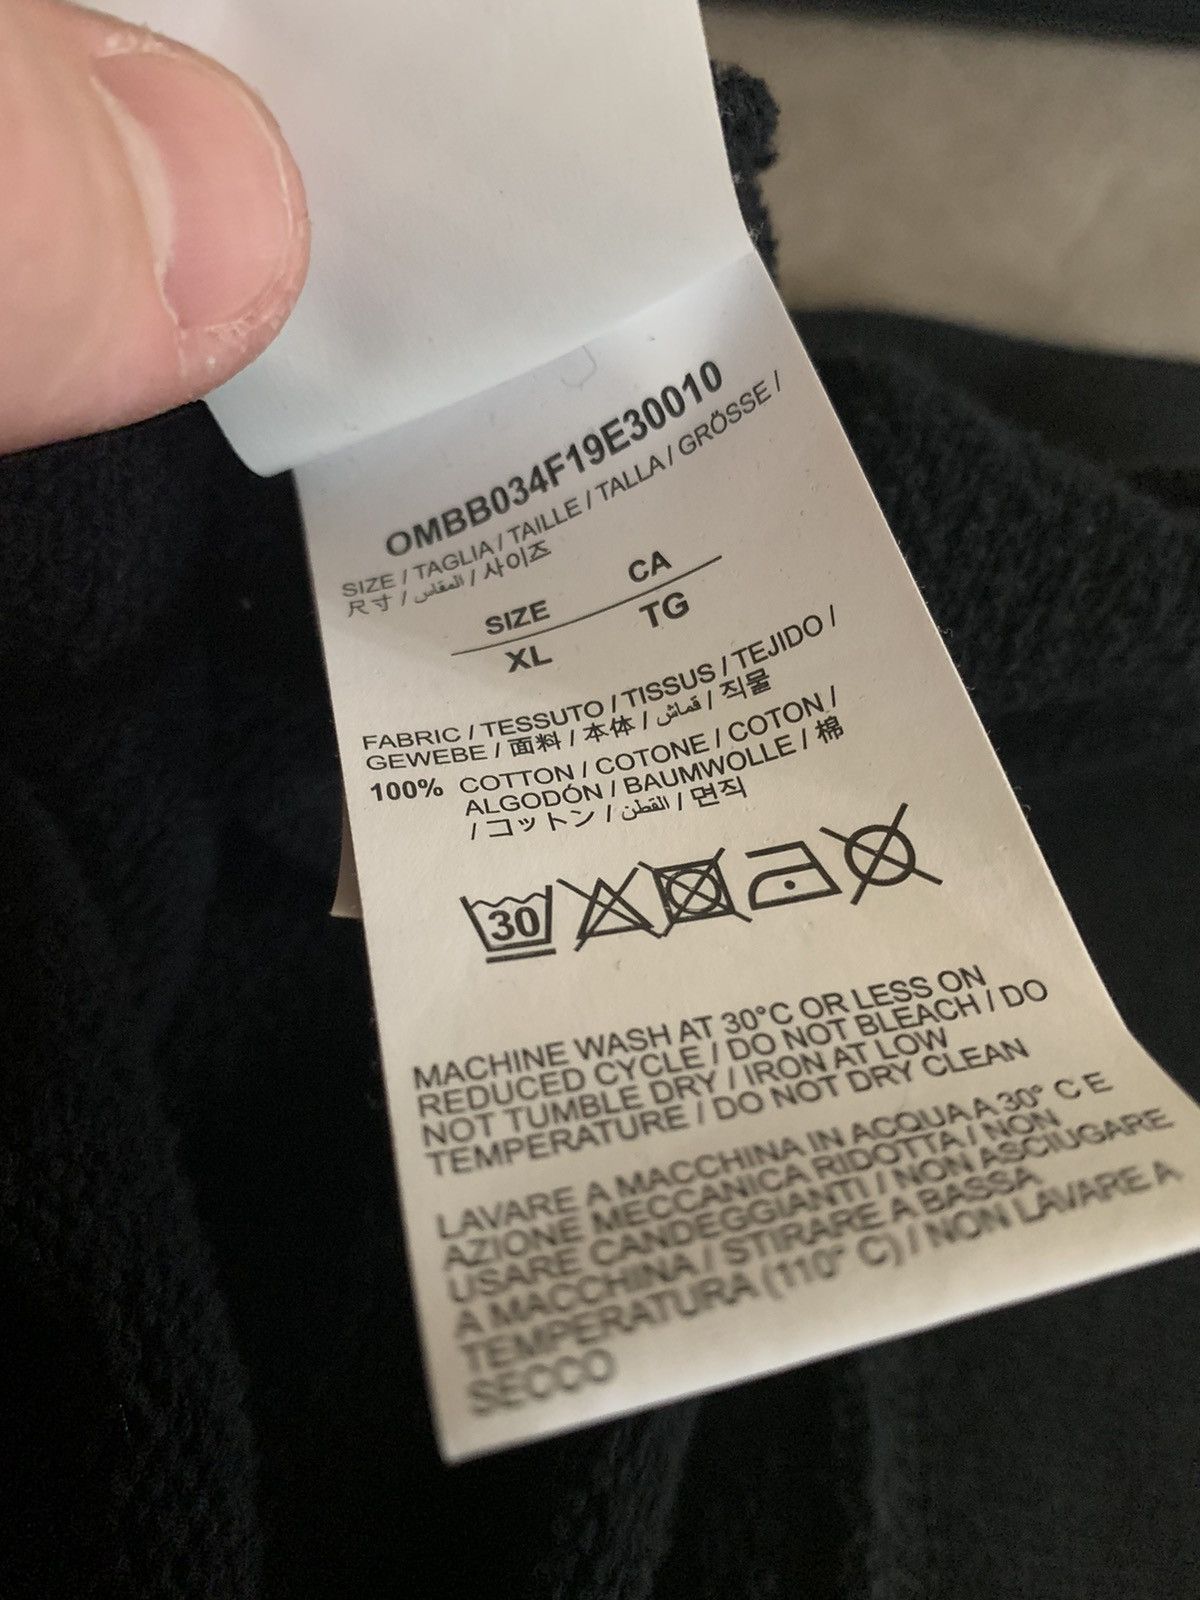 OMBB034F19E30010
SIZE / TAGLIA / TAILLE / TALLA / GRÖSSE /
尺寸 / المقاس / 사이즈
SIZE CA
XL TG
FABRIC / TESSUTO / TISSUS / TEJIDO /
GEWEBE / 面料 / 本体 / قماش / 직물
100% COTTON / COTONE / COTON /
ALGODÓN / BAUMWOLLE / 棉
/ コットン / القطن / 면직
30
MACHINE WASH AT 30°C OR LESS ON
REDUCED CYCLE / DO NOT BLEACH / DO
NOT TUMBLE DRY / IRON AT LOW
TEMPERATURE / DO NOT DRY CLEAN
LAVARE A MACCHINA IN ACQUA A 30° C E
AZIONE MECCANICA RIDOTTA / NON
USARE CANDEGGIANTI / NON ASCIUGARE
A MACCHINA / STIRARE A BASSA
TEMPERATURA (110° C) / NON LAVARE A
SECCO